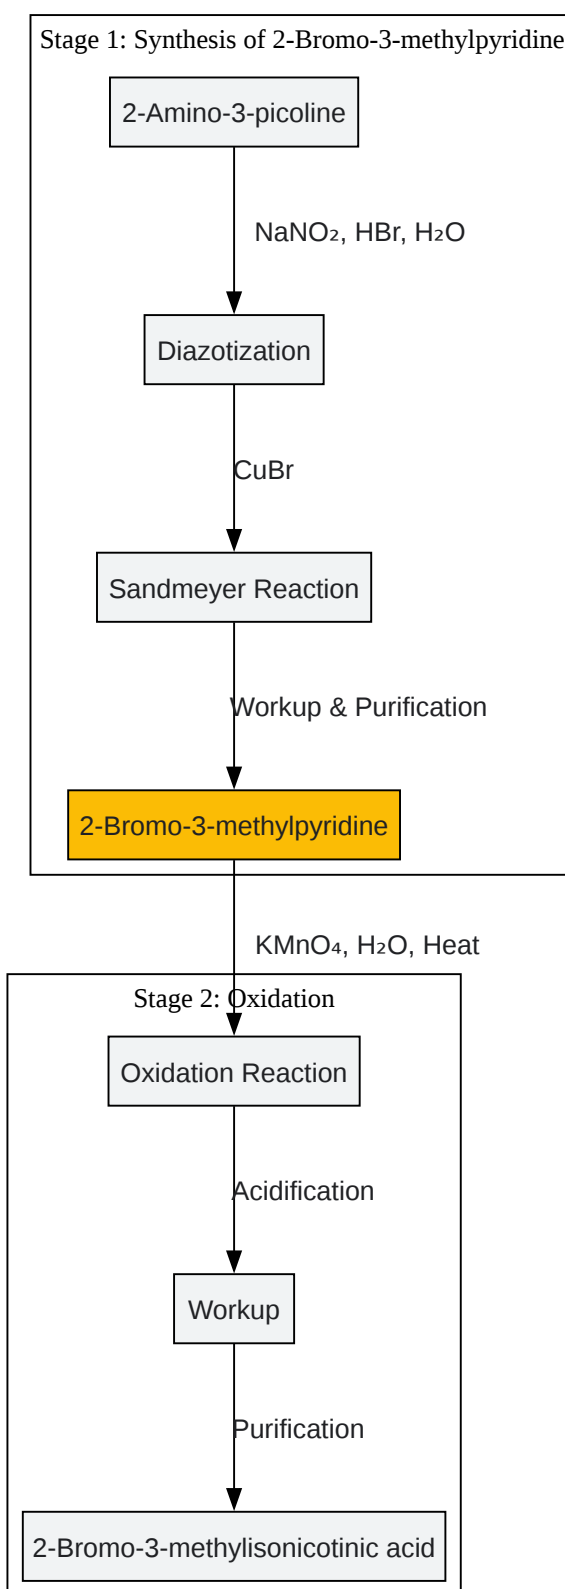 Stage 1: Synthesis of 2-Bromo-3-methylpyridine
2-Amino-3-picoline
NaNO₂, HBr, H₂O
Diazotization
CuBr
Sandmeyer Reaction
Workup & Purification
2-Bromo-3-methylpyridine
KMnO₄, H₂O, Heat
Stage 2: Oxidation
Oxidation Reaction
Acidification
Workup
Purification
2-Bromo-3-methylisonicotinic acid